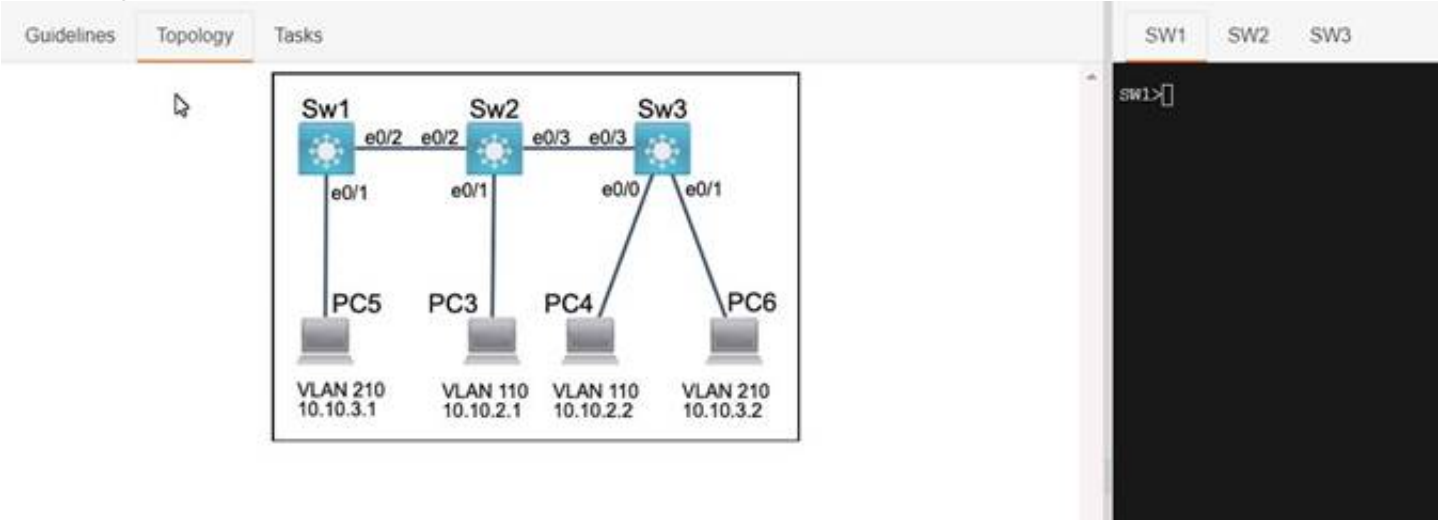 Guidelines Topology Tasks
SW1 SW2 SW3
SW1>
Sw1 Sw2 Sw3
e0/2 e0/2 e0/3 e0/3
e0/1 e0/1 e0/0 e0/1
PC5 PC3 PC4 PC6
VLAN 210 VLAN 110 VLAN 110 VLAN 210
10.10.3.1 10.10.2.1 10.10.2.2 10.10.3.2